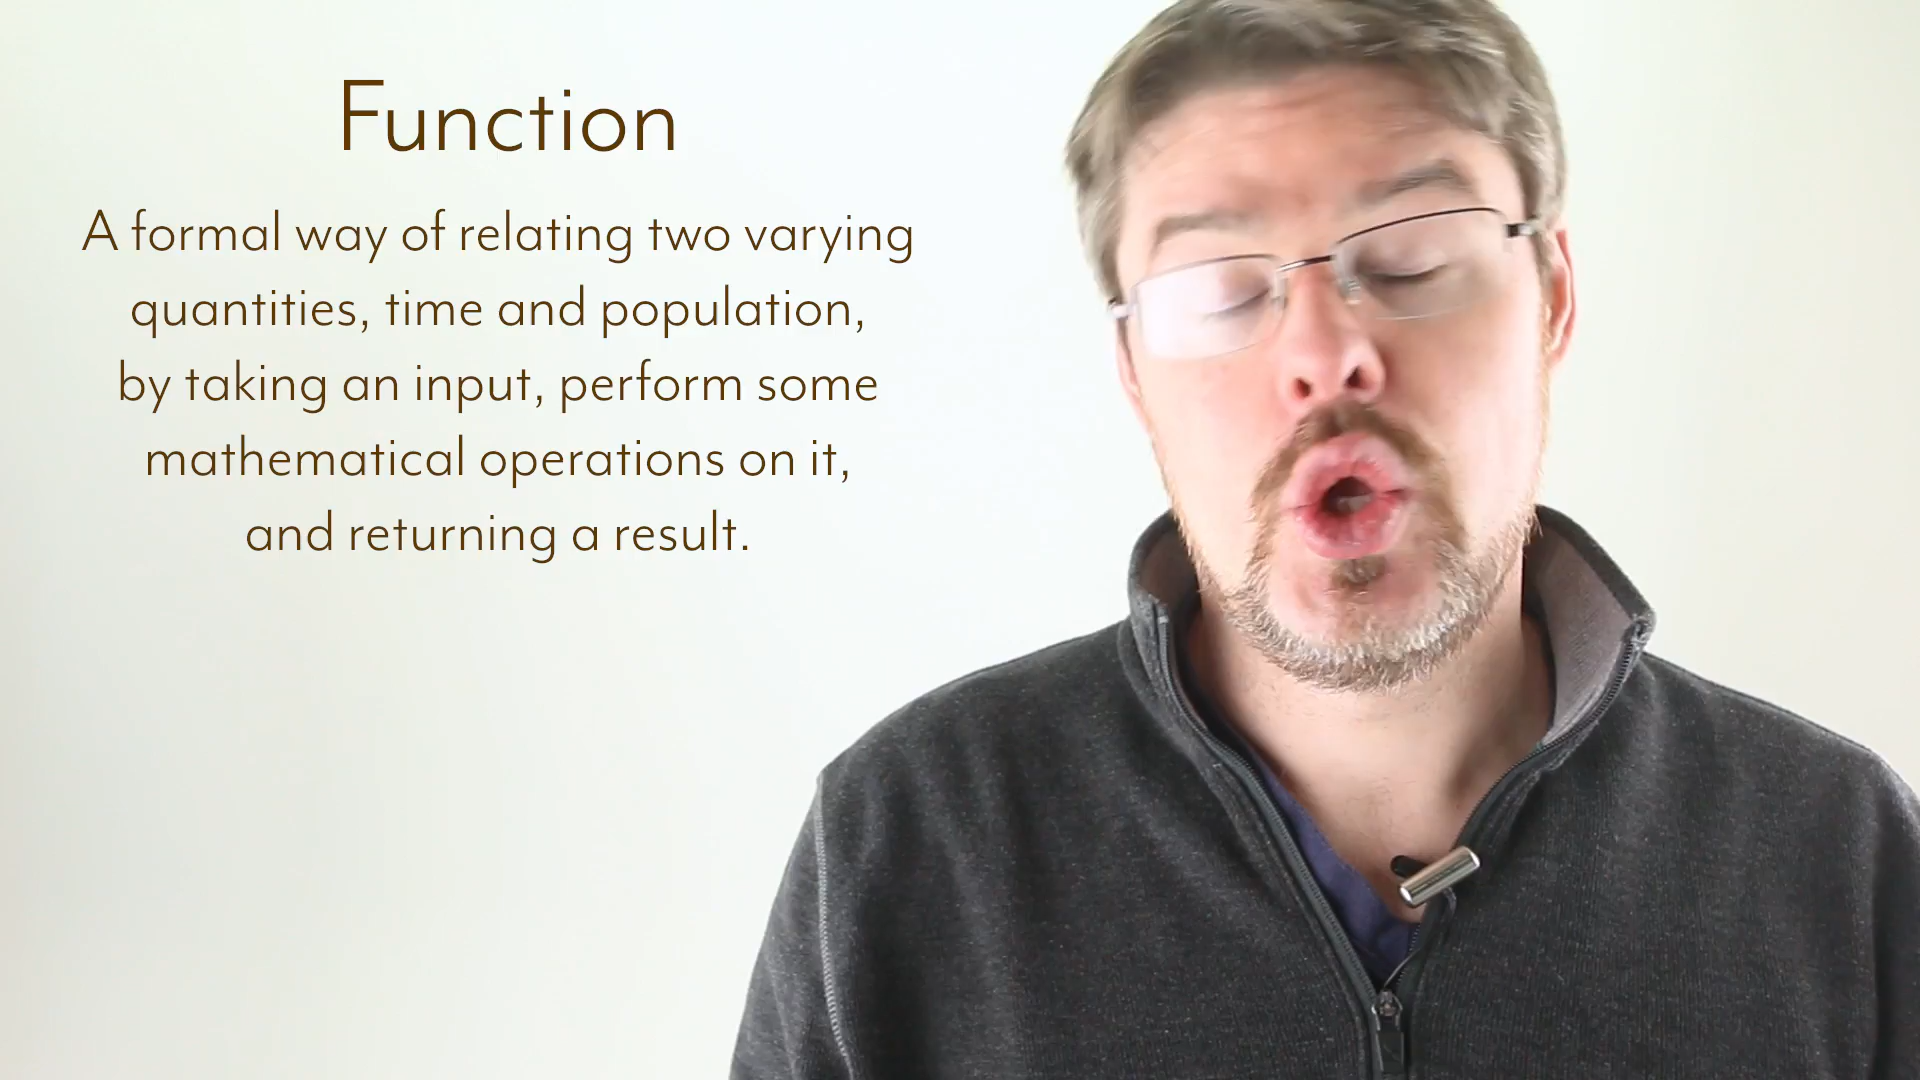 Function
A formal way of relating two varying
quantities, time and population,
by taking an input, perform some
mathematical operations on it,
and returning a result.